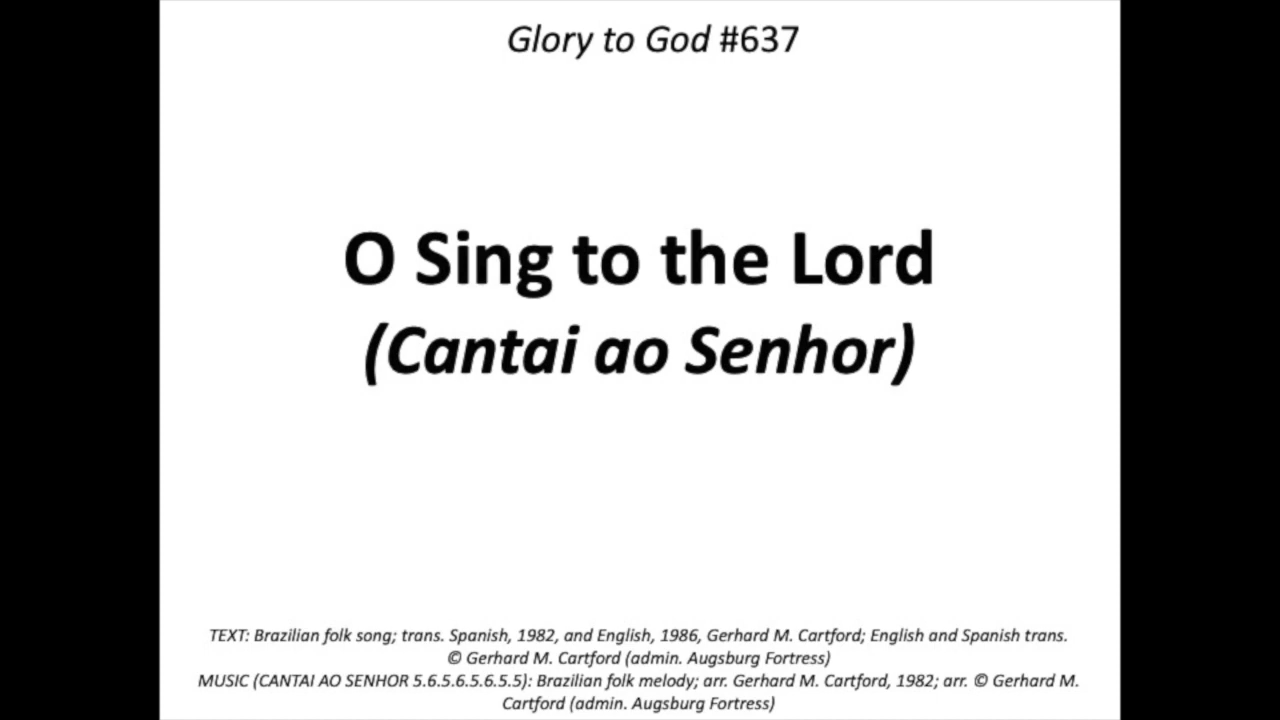 Glory to God #637
O Sing to the Lord
(Cantai ao Senhor)
TEXT: Brazilian folk song; trans. Spanish, 1982, and English, 1986, Gerhard M. Cartford; English and Spanish trans.
© Gerhard M. Cartford (admin. Augsburg Fortress)
MUSIC (CANTAI AO SENHOR 5.6.5.6.5.6.5.5): Brazilian folk melody; arr. Gerhard M. Cartford, 1982; arr. © Gerhard M.
Cartford (admin. Augsburg Fortress)